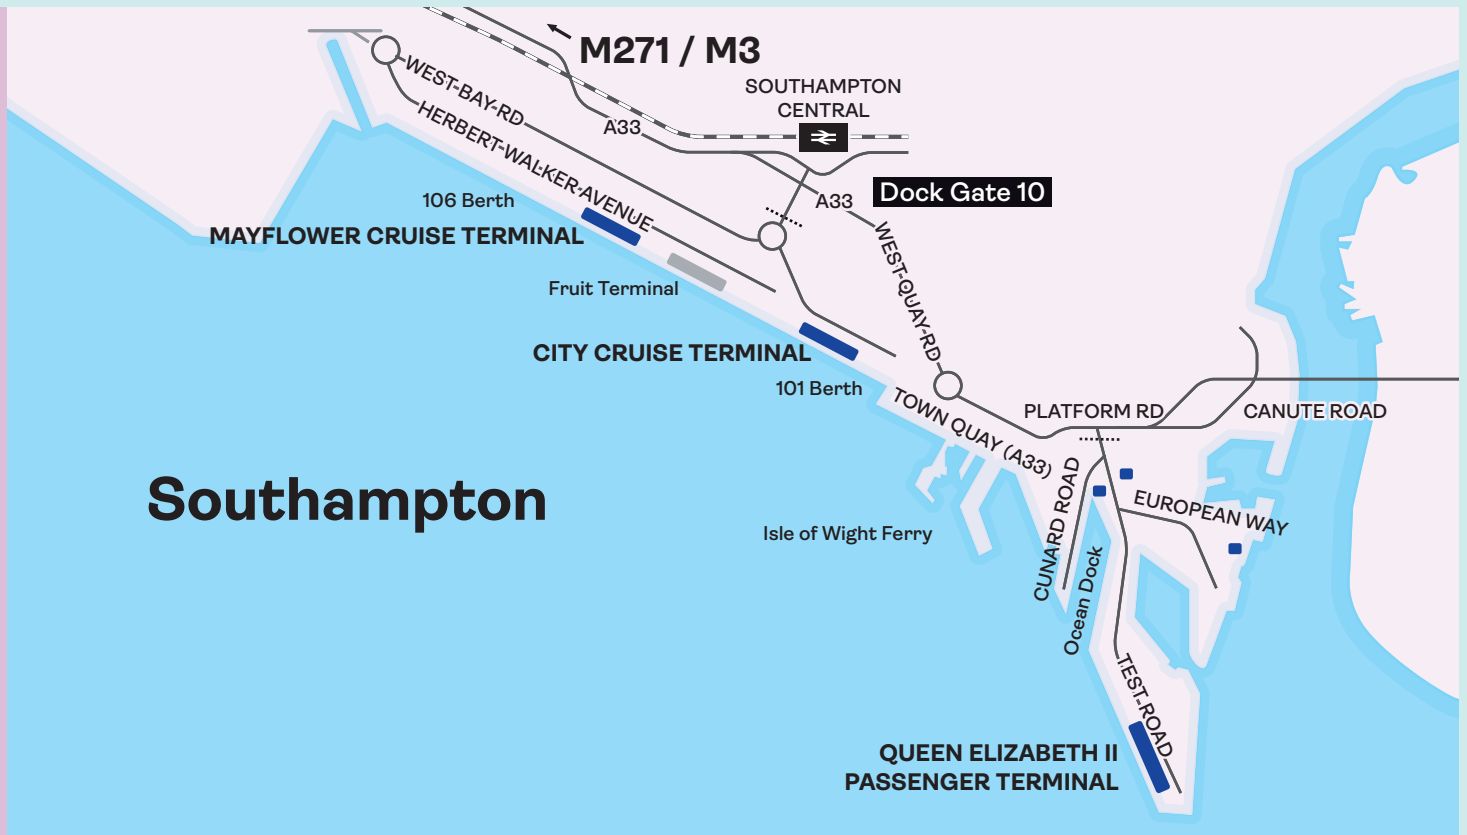 M271 / M3
SOUTHAMPTON
CENTRAL
WEST BAY RD
HERBERT WALKER AVENUE
A33
A33
Dock Gate 10
106 Berth
MAYFLOWER CRUISE TERMINAL
Fruit Terminal
WEST QUAY RD
CITY CRUISE TERMINAL
101 Berth
TOWN QUAY (A33)
PLATFORM RD
CANUTE ROAD
Southampton
Isle of Wight Ferry
CUNARD ROAD
EUROPEAN WAY
Ocean Dock
TEST ROAD
QUEEN ELIZABETH II
PASSENGER TERMINAL